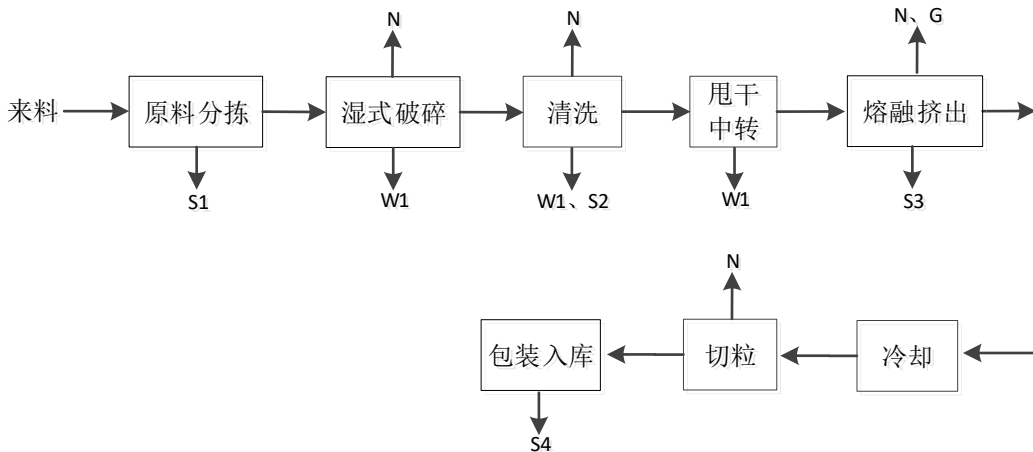 N
N
N、G
来料
原料分拣
湿式破碎
清洗
甩干
中转
熔融挤出
S1
W1
W1、S2
W1
S3
N
包装入库
切粒
冷却
S4